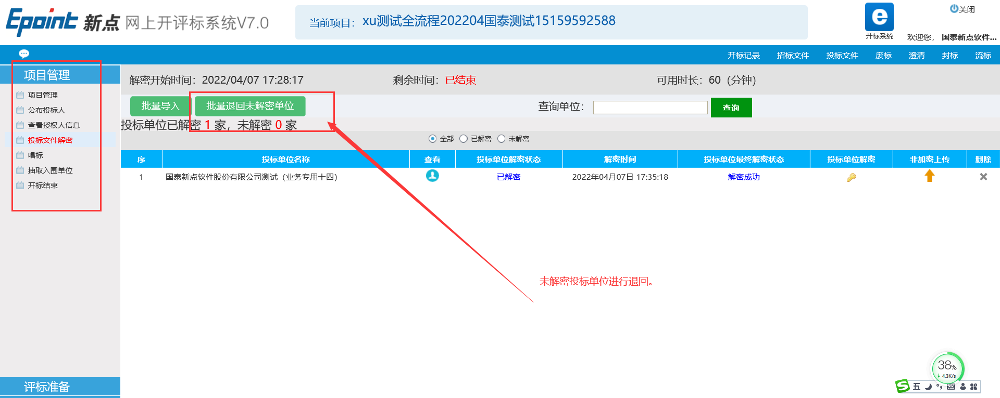 Epoint 新点 网上开评标系统V7.0
当前项目： xu测试全流程202204国泰测试15159592588
e
开标系统
关闭
欢迎您， 国泰新点软件...
开标记录 招标文件 投标文件 废标 澄清 封标 流标
项目管理
项目管理
公布投标人
查看授权人信息
投标文件解密
唱标
抽取入围单位
开标结束
评标准备
解密开始时间：2022/04/07 17:28:17 剩余时间：已结束 可用时长：60（分钟）
批量导入 批量退回未解密单位 查询单位： 查询
投标单位已解密 1 家，未解密 0 家
全部 已解密 未解密
序 投标单位名称 查看 投标单位解密状态 解密时间 投标单位最终解密状态 投标单位解密 非加密上传 删除
1 国泰新点软件股份有限公司测试（业务专用十四） 已解密 2022年04月07日 17:35:18 解密成功
未解密投标单位进行退回。
38%
4.3K/s
S 五